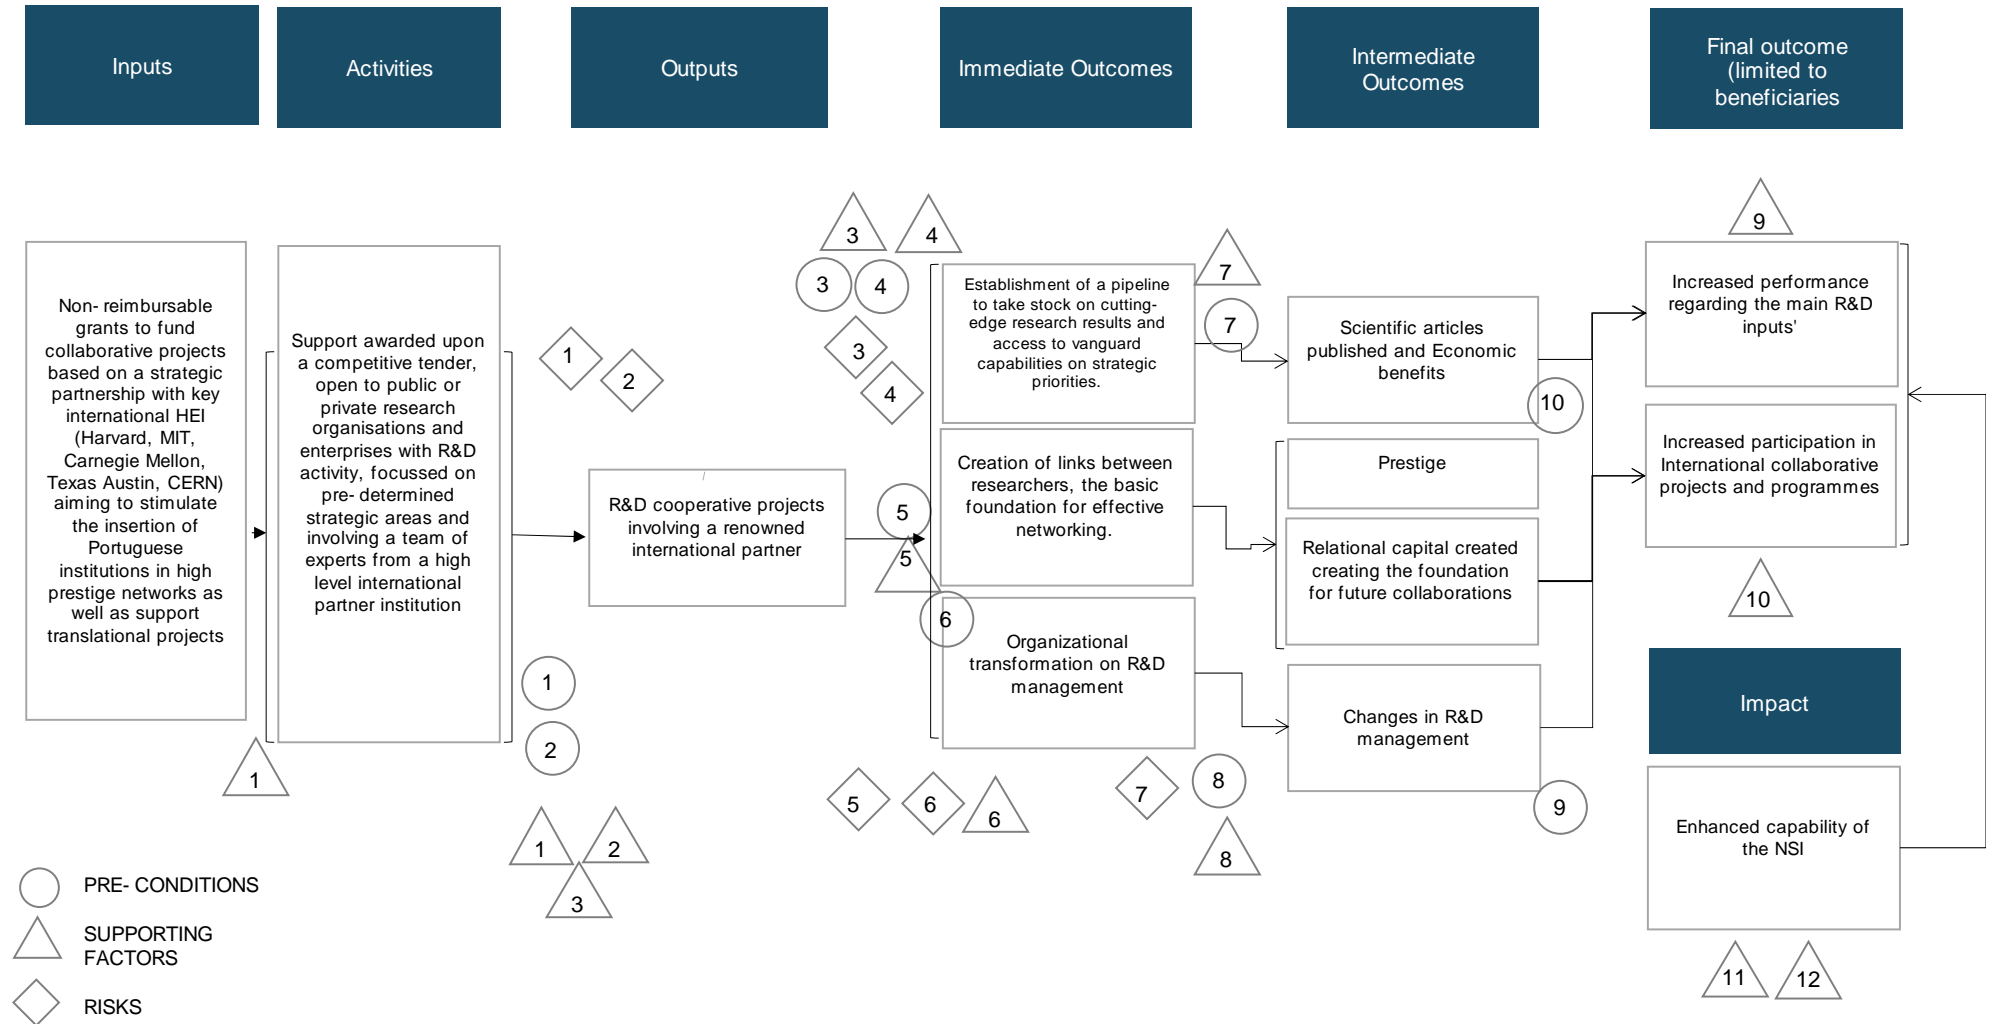 Inputs
Activities
Outputs
Immediate Outcomes
Intermediate
Outcomes
Final outcome
(limited to
beneficiaries
Non- reimbursable
grants to fund
collaborative projects
based on a strategic
partnership with key
international HEI
(Harvard, MIT,
Carnegie Mellon,
Texas Austin, CERN)
aiming to stimulate
the insertion of
Portuguese
institutions in high
prestige networks as
well as support
translational projects
1
Support awarded upon
a competitive tender,
open to public or
private research
organisations and
enterprises with R&D
activity, focussed on
pre- determined
strategic areas and
involving a team of
experts from a high
level international
partner institution
1
2
1
2
1
2
3
/
R&D cooperative projects
involving a renowned
international partner
3
4
3
4
3
4
5
5
6
5
6
6
Establishment of a pipeline
to take stock on cutting-
edge research results and
access to vanguard
capabilities on strategic
priorities.
Creation of links between
researchers, the basic
foundation for effective
networking.
Organizational
transformation on R&D
management
7
7
7
8
8
Scientific articles
published and Economic
benefits
10
Prestige
Relational capital created
creating the foundation
for future collaborations
Changes in R&D
management
9
9
Increased performance
regarding the main R&D
inputs'
Increased participation in
International collaborative
projects and programmes
10
Impact
Enhanced capability of
the NSI
11
12
PRE- CONDITIONS
SUPPORTING
FACTORS
RISKS